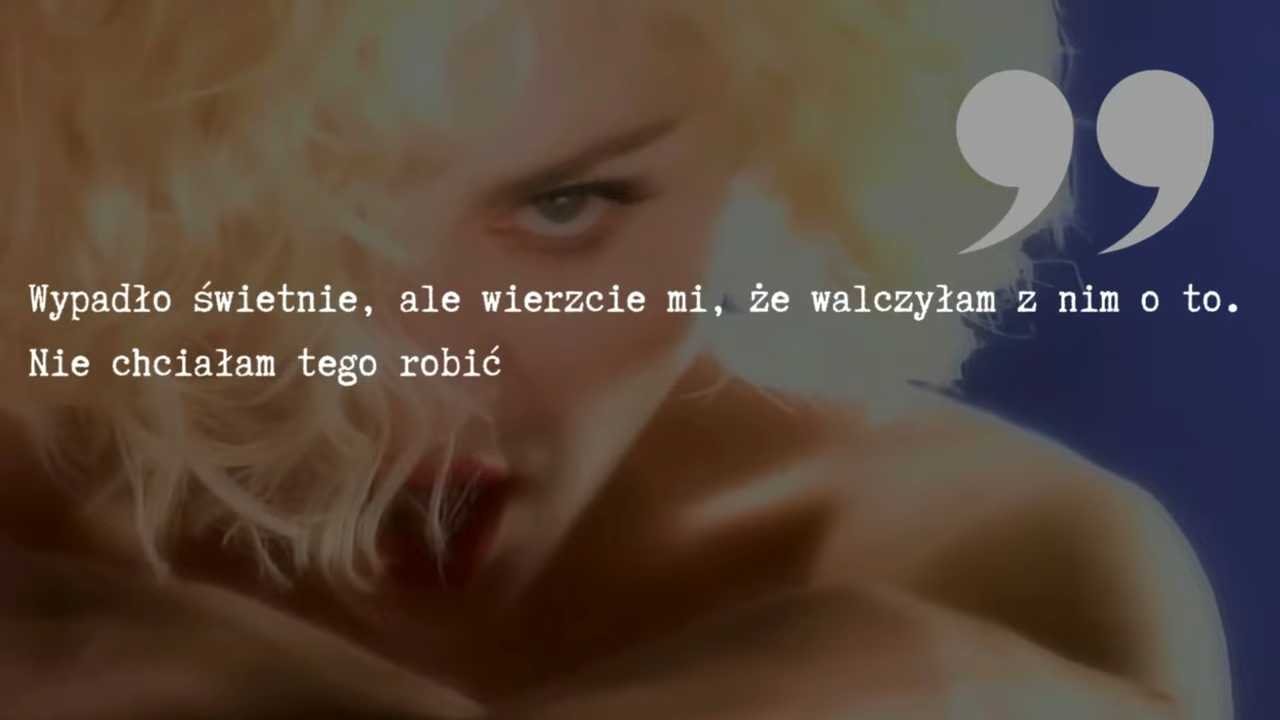 Wypadło świetnie, ale wierzcie mi, że walczyłam z nim o to.
Nie chciałam tego robić